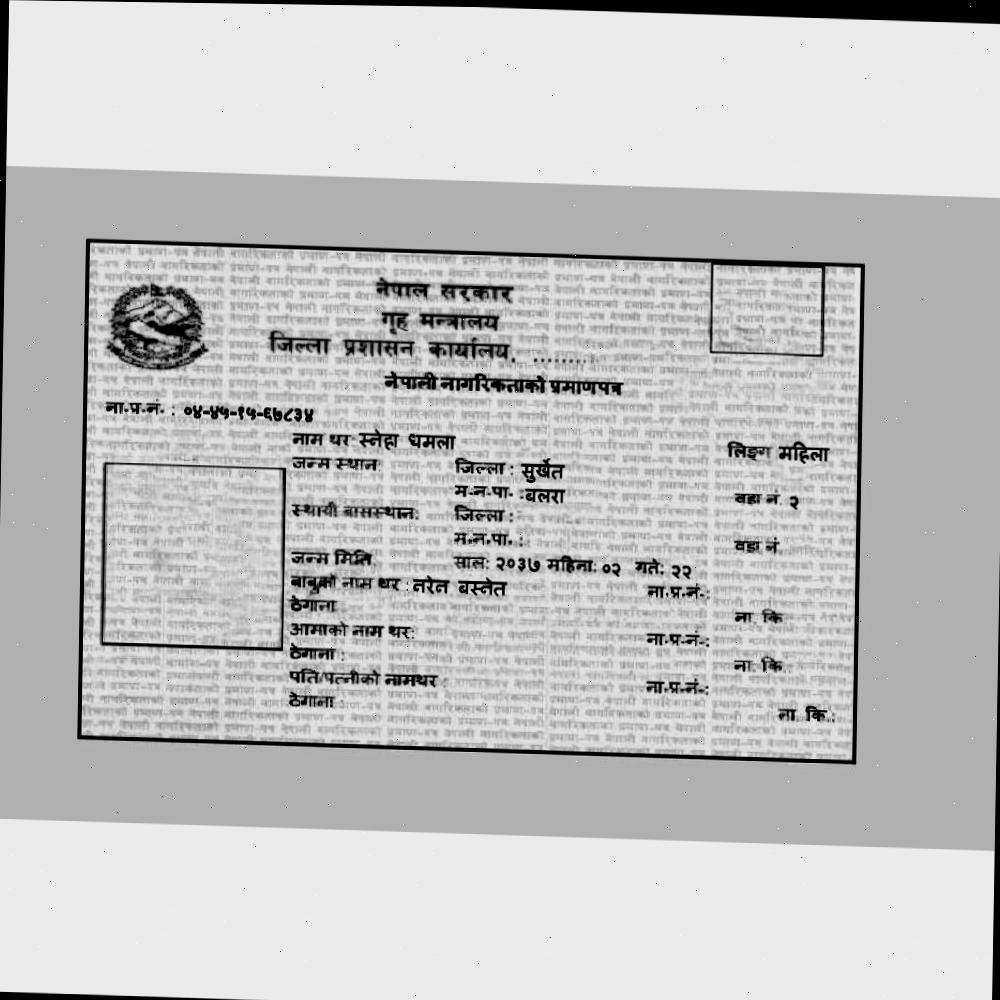 नेपाल सरकार
गृह मन्त्रालय
जिल्ला प्रशासन कार्यालय, .........
नेपाली नागरिकताको प्रमाणपत्र
ना.प्र.नं. : ०४-४५-१५-६७८३४
नाम थर: स्नेहा धमला लिङ्ग महिला
जन्म स्थान: जिल्ला : सुर्खेत
म.न.पा. :बलरा वडा नं. २
स्थायी बासस्थान: जिल्ला :
म.न.पा. : वडा नं.
जन्म मिति: साल: २०३७ महिना: ०२ गते: २२
बाबुको नाम थर : तरेत बस्नेत ना.प्र.नं.:
ठेगाना : ना. कि.:
आमाको नाम थर: ना.प्र.नं.:
ठेगाना : ना. कि.:
पति/पत्नीको नामथर : ना.प्र.नं.:
ठेगाना : ना. कि.: